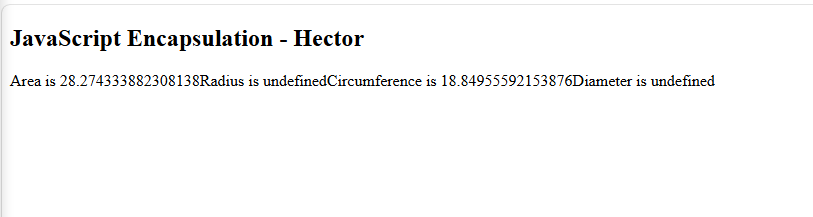 JavaScript Encapsulation - Hector
Area is 28.274333882308138Radius is undefinedCircumference is 18.84955592153876Diameter is undefined